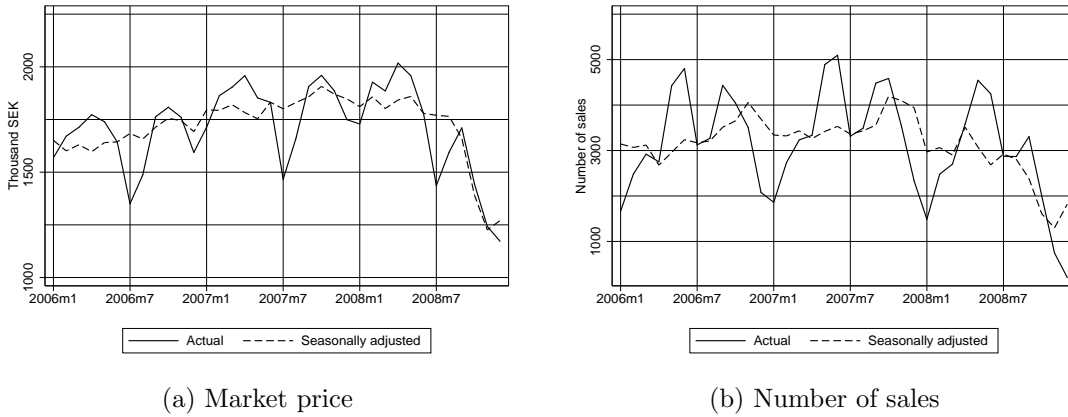 Thousand SEK
2000
1500
1000
2006m1 2006m7 2007m1 2007m7 2008m1 2008m7
Actual Seasonally adjusted
(a) Market price
Number of sales
5000
3000
1000
2006m1 2006m7 2007m1 2007m7 2008m1 2008m7
Actual Seasonally adjusted
(b) Number of sales